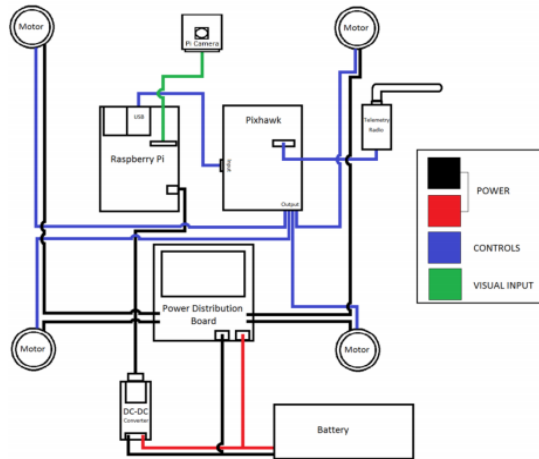 Motor
Motor
Pi Camera
USB
Raspberry Pi
Pixhawk
Input
Output
Telemetry
Radio
POWER
CONTROLS
VISUAL INPUT
Power Distribution
Board
Motor
Motor
DC-DC
Converter
Battery